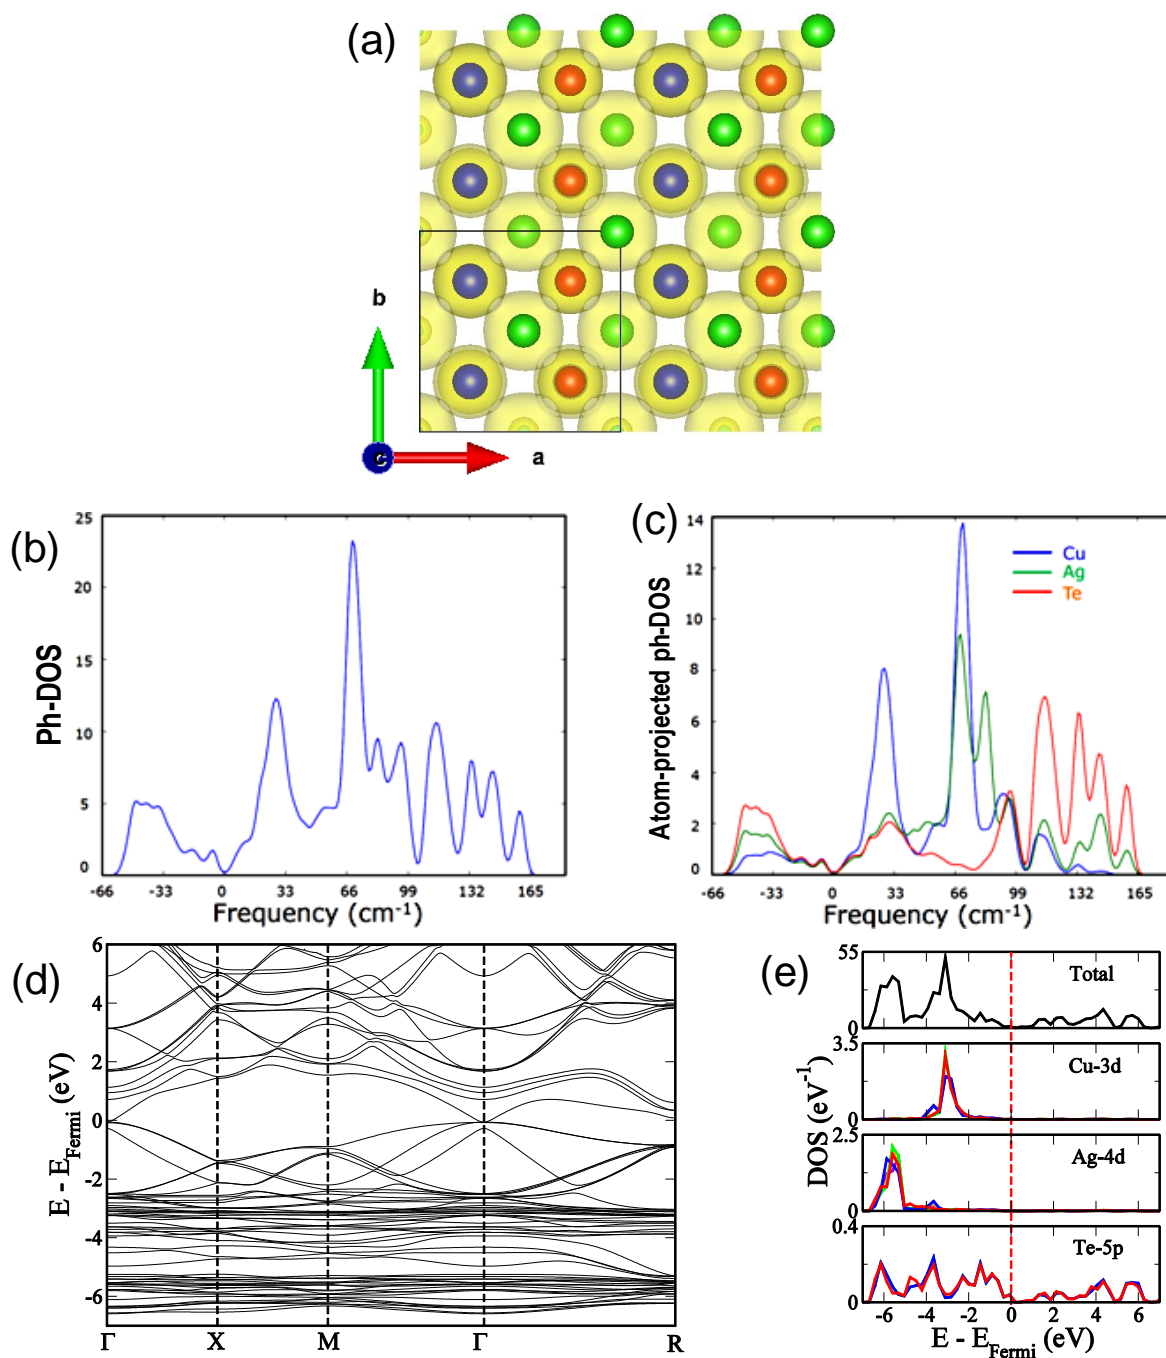 (a)
b
c
a
(b)
Ph-DOS
25
20
15
10
5
0
-66 -33 0 33 66 99 132 165
Frequency (cm-1)
(c)
Atom-projected ph-DOS
14
12
10
8
6
4
2
0
Cu
Ag
Te
-66 -33 0 33 66 99 132 165
Frequency (cm-1)
(d)
E - EFermi (eV)
6
4
2
0
-2
-4
-6
Γ X M Γ R
(e)
DOS (eV-1)
55
Total
0
3.5
Cu-3d
0
2.5
Ag-4d
0
0.4
Te-5p
0
-6 -4 -2 0 2 4 6
E - EFermi (eV)